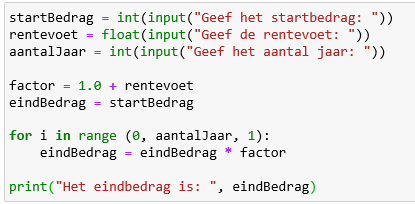 startBedrag = int(input("Geef het startbedrag: "))
rentevoet = float(input("Geef de rentevoet: "))
aantalJaar = int(input("Geef het aantal jaar: "))

factor = 1.0 + rentevoet
eindBedrag = startBedrag

for i in range (0, aantalJaar, 1):
    eindBedrag = eindBedrag * factor

print("Het eindbedrag is: ", eindBedrag)